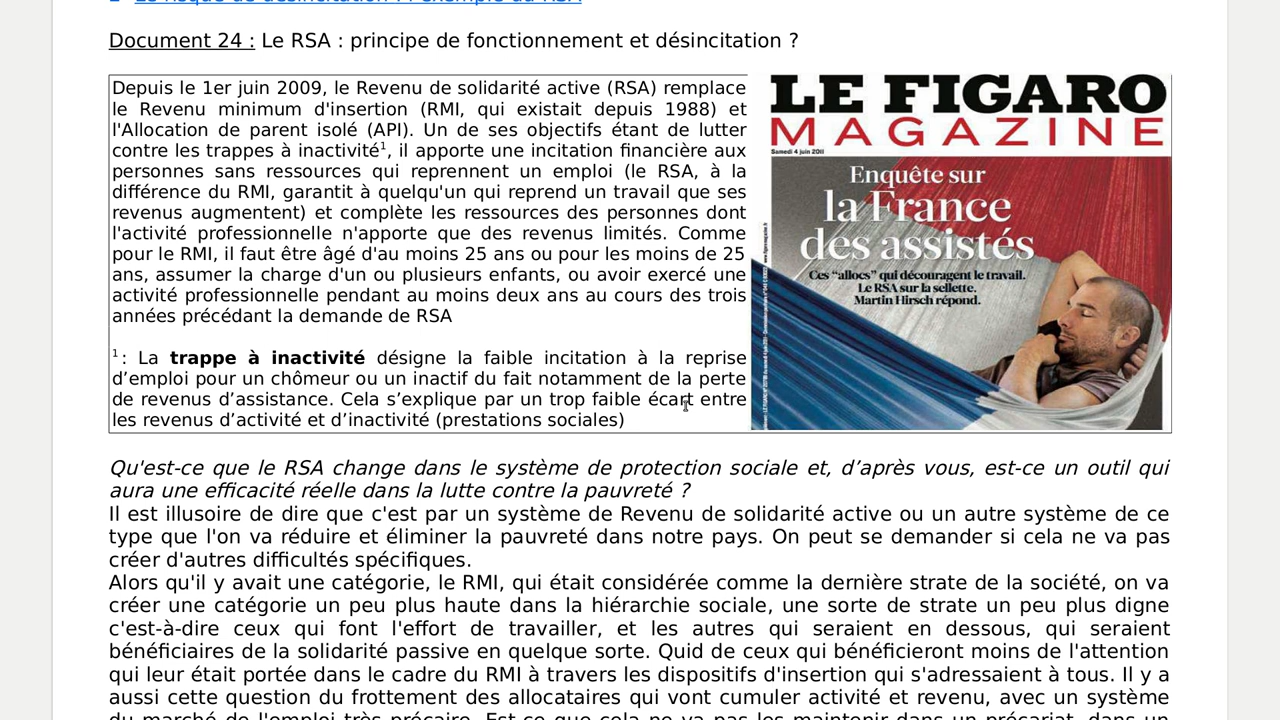 Document 24 : Le RSA : principe de fonctionnement et désincitation ?
Depuis le 1er juin 2009, le Revenu de solidarité active (RSA) remplace
le Revenu minimum d'insertion (RMI, qui existait depuis 1988) et
l'Allocation de parent isolé (API). Un de ses objectifs étant de lutter
contre les trappes à inactivité1, il apporte une incitation financière aux
personnes sans ressources qui reprennent un emploi (le RSA, à la
différence du RMI, garantit à quelqu'un qui reprend un travail que ses
revenus augmentent) et complète les ressources des personnes dont
l'activité professionnelle n'apporte que des revenus limités. Comme
pour le RMI, il faut être âgé d'au moins 25 ans ou pour les moins de 25
ans, assumer la charge d'un ou plusieurs enfants, ou avoir exercé une
activité professionnelle pendant au moins deux ans au cours des trois
années précédant la demande de RSA
1 : La trappe à inactivité désigne la faible incitation à la reprise
d’emploi pour un chômeur ou un inactif du fait notamment de la perte
de revenus d’assistance. Cela s’explique par un trop faible écart entre
les revenus d’activité et d’inactivité (prestations sociales)
LE FIGARO
MAGAZINE
Samedi 4 juin 2011
Enquête sur
la France
des assistés
Ces “allocs” qui découragent le travail.
Le RSA sur la sellette.
Martin Hirsch répond.
Qu'est-ce que le RSA change dans le système de protection sociale et, d’après vous, est-ce un outil qui
aura une efficacité réelle dans la lutte contre la pauvreté ?
Il est illusoire de dire que c'est par un système de Revenu de solidarité active ou un autre système de ce
type que l'on va réduire et éliminer la pauvreté dans notre pays. On peut se demander si cela ne va pas
créer d'autres difficultés spécifiques.
Alors qu'il y avait une catégorie, le RMI, qui était considérée comme la dernière strate de la société, on va
créer une catégorie un peu plus haute dans la hiérarchie sociale, une sorte de strate un peu plus digne
c'est-à-dire ceux qui font l'effort de travailler, et les autres qui seraient en dessous, qui seraient
bénéficiaires de la solidarité passive en quelque sorte. Quid de ceux qui bénéficieront moins de l'attention
qui leur était portée dans le cadre du RMI à travers les dispositifs d'insertion qui s'adressaient à tous. Il y a
aussi cette question du frottement des allocataires qui vont cumuler activité et revenu, avec un système
du marché de l'emploi très précaire. Est-ce que cela ne va pas les maintenir dans un précariat, dans un